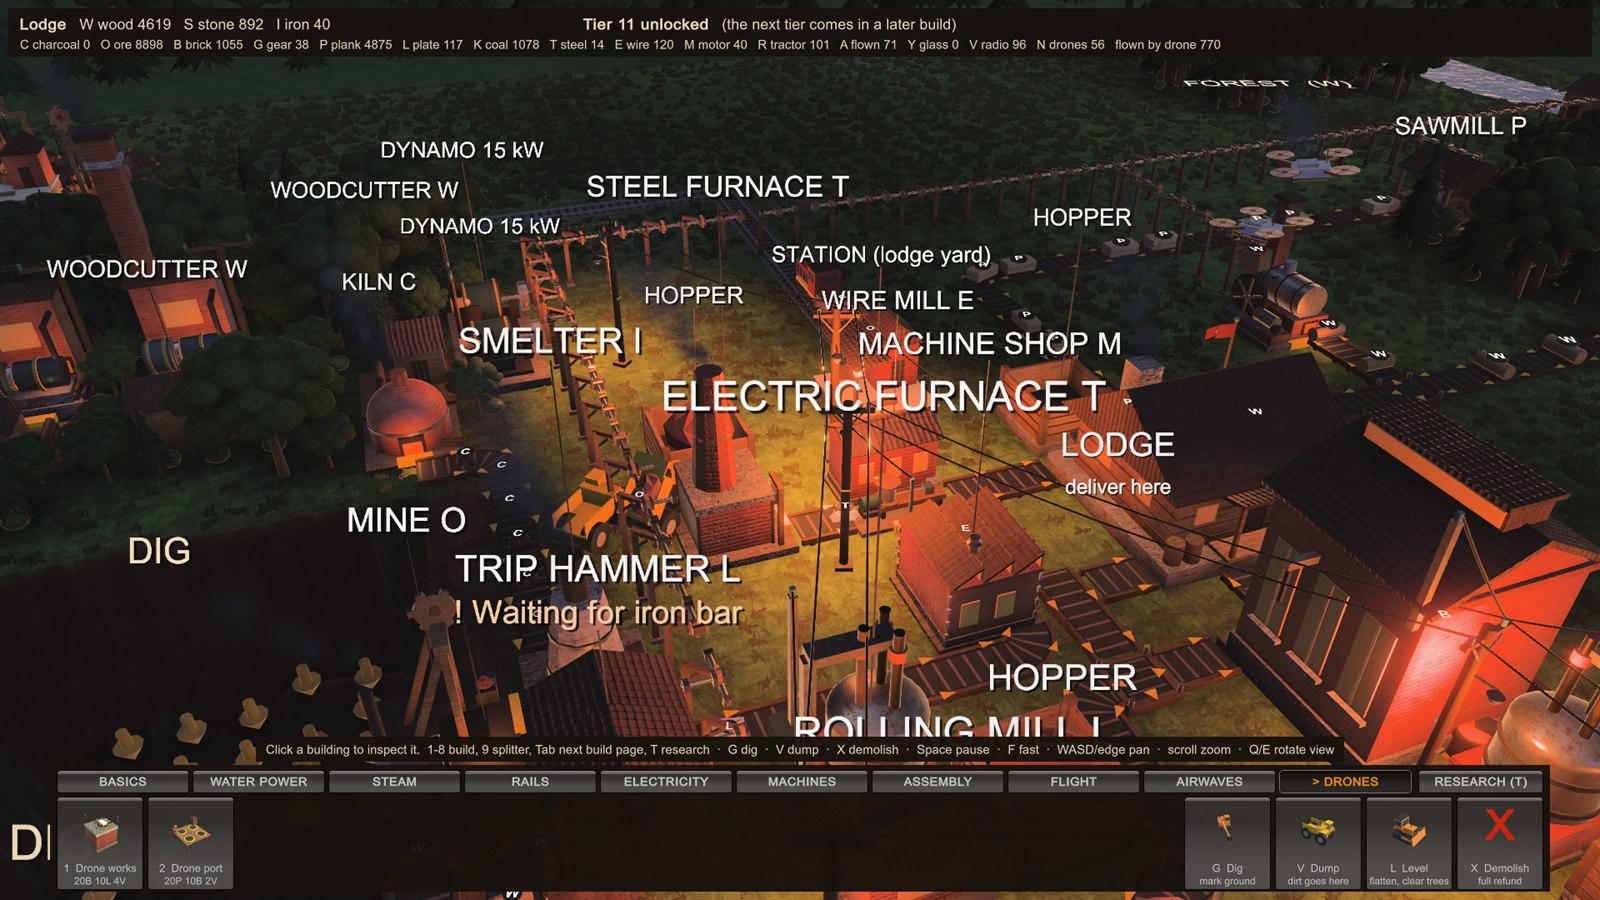 Lodge W wood 4619 S stone 892 I iron 40
Tier 11 unlocked (the next tier comes in a later build)
C charcoal 0 O ore 8898 B brick 1055 G gear 38 P plank 4875 L plate 117 K coal 1078 T steel 14 E wire 120 M motor 40 R tractor 101 A flown 71 Y glass 0 V radio 96 N drones 56 flown by drone 770
FOREST (W)
SAWMILL P
DYNAMO 15 kW
WOODCUTTER W
STEEL FURNACE T
DYNAMO 15 kW
HOPPER
STATION (lodge yard)
WOODCUTTER W
KILN C
HOPPER
WIRE MILL E
SMELTER I
MACHINE SHOP M
ELECTRIC FURNACE T
LODGE
deliver here
MINE O
DIG
TRIP HAMMER L
! Waiting for iron bar
HOPPER
ROLLING MILL
Click a building to inspect it. 1-8 build, 9 splitter, Tab next build page, T research · G dig · V dump · X demolish · Space pause · F fast · WASD/edge pan · scroll zoom · Q/E rotate view
BASICS
WATER POWER
STEAM
RAILS
ELECTRICITY
MACHINES
ASSEMBLY
FLIGHT
AIRWAVES
> DRONES
RESEARCH (T)
1 Drone works
20B 10L 4V
2 Drone port
20P 10B 2V
G Dig
mark ground
V Dump
dirt goes here
L Level
flatten, clear trees
X Demolish
full refund